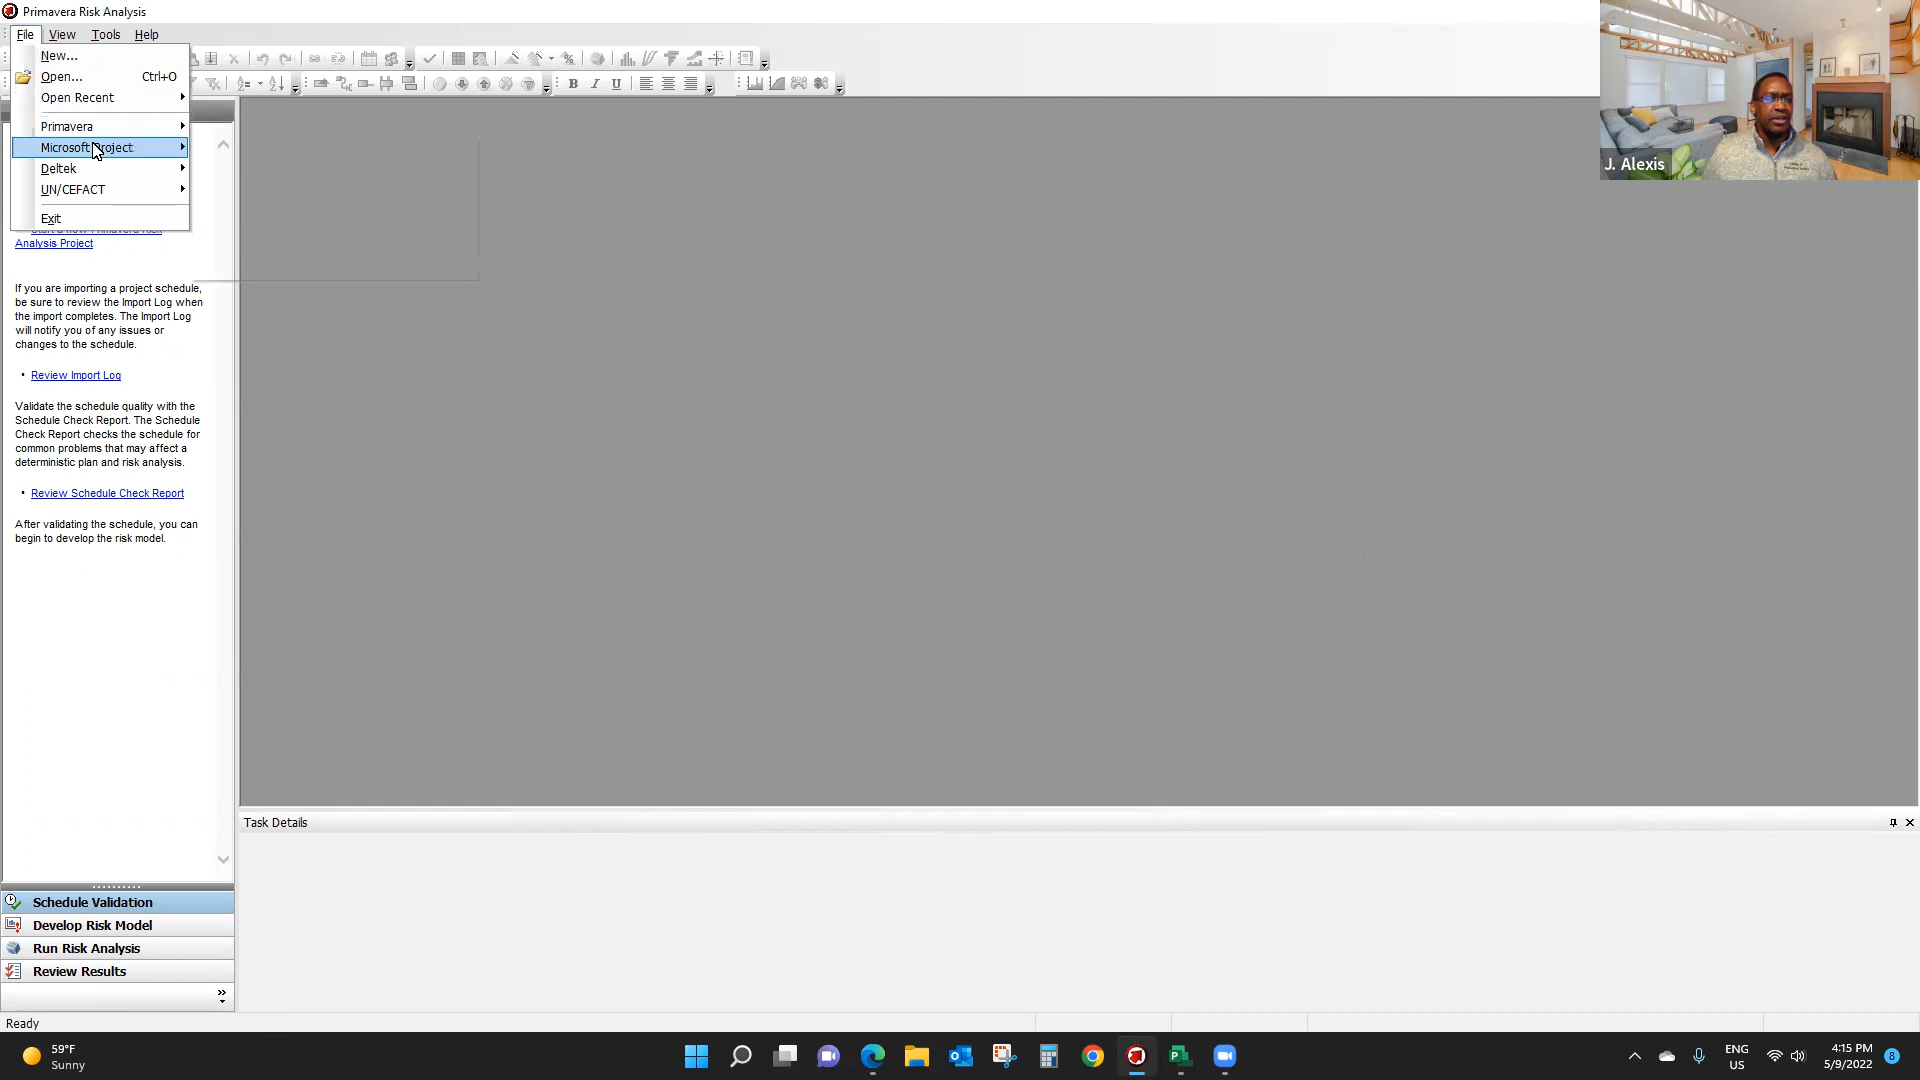 Primavera Risk Analysis
File View Tools Help
New...
Open... Ctrl+O
Open Recent
Primavera
Microsoft Project
Deltek
UN/CEFACT
Exit
Analysis Project
If you are importing a project schedule,
be sure to review the Import Log when
the import completes. The Import Log
will notify you of any issues or
changes to the schedule.
• Review Import Log
Validate the schedule quality with the
Schedule Check Report. The Schedule
Check Report checks the schedule for
common problems that may affect a
deterministic plan and risk analysis.
• Review Schedule Check Report
After validating the schedule, you can
begin to develop the risk model.
Schedule Validation
Develop Risk Model
Run Risk Analysis
Review Results
Task Details
Ready
J. Alexis
B I U
59°F
Sunny
ENG
US
4:15 PM
5/9/2022
8